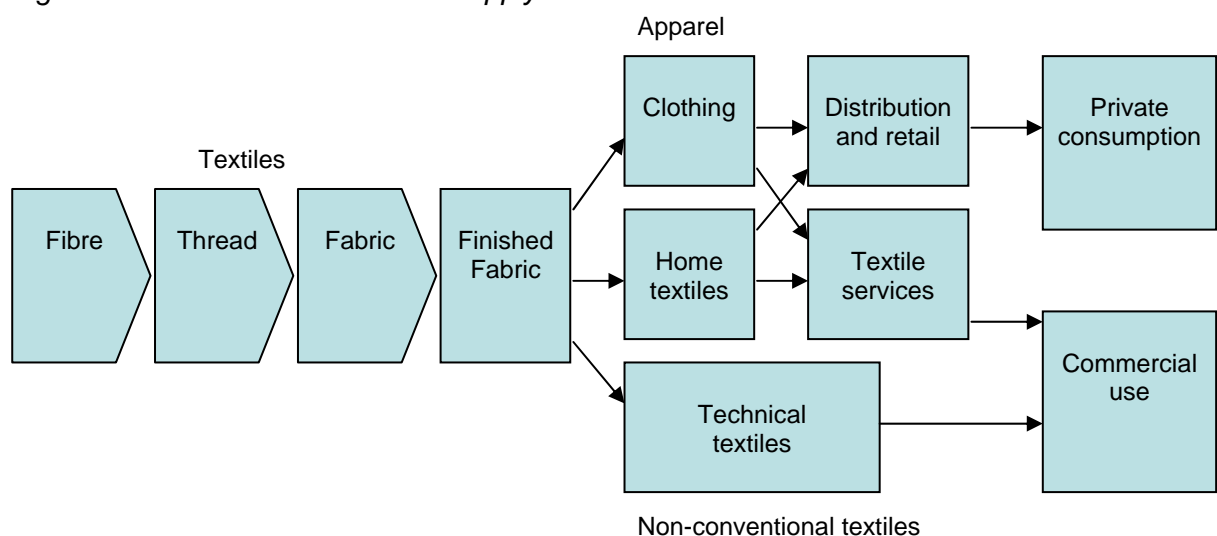 pply
Apparel
Textiles
Fibre
Thread
Fabric
Finished
Fabric
Clothing
Distribution
and retail
Private
consumption
Home
textiles
Textile
services
Technical
textiles
Commercial
use
Non-conventional textiles